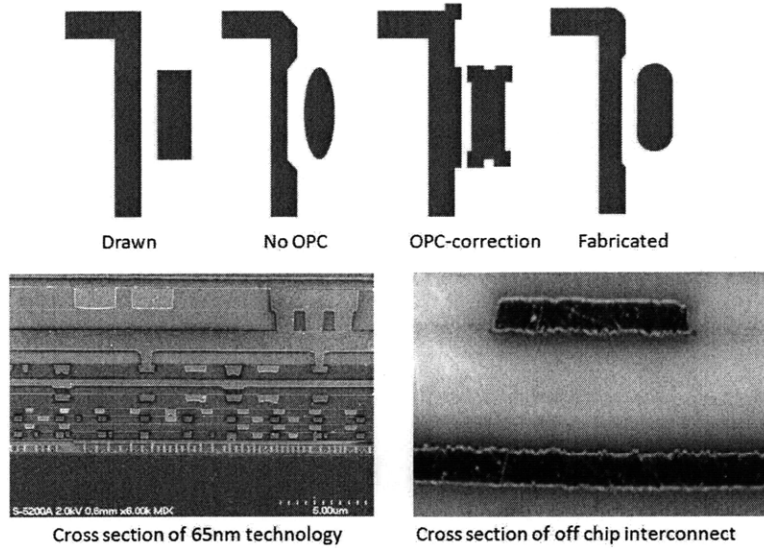 Drawn
No OPC
OPC-correction
Fabricated
S-5200A 2.0kV 0.6mm x6.00k MIX
5.00um
Cross section of 65nm technology
Cross section of off chip interconnect